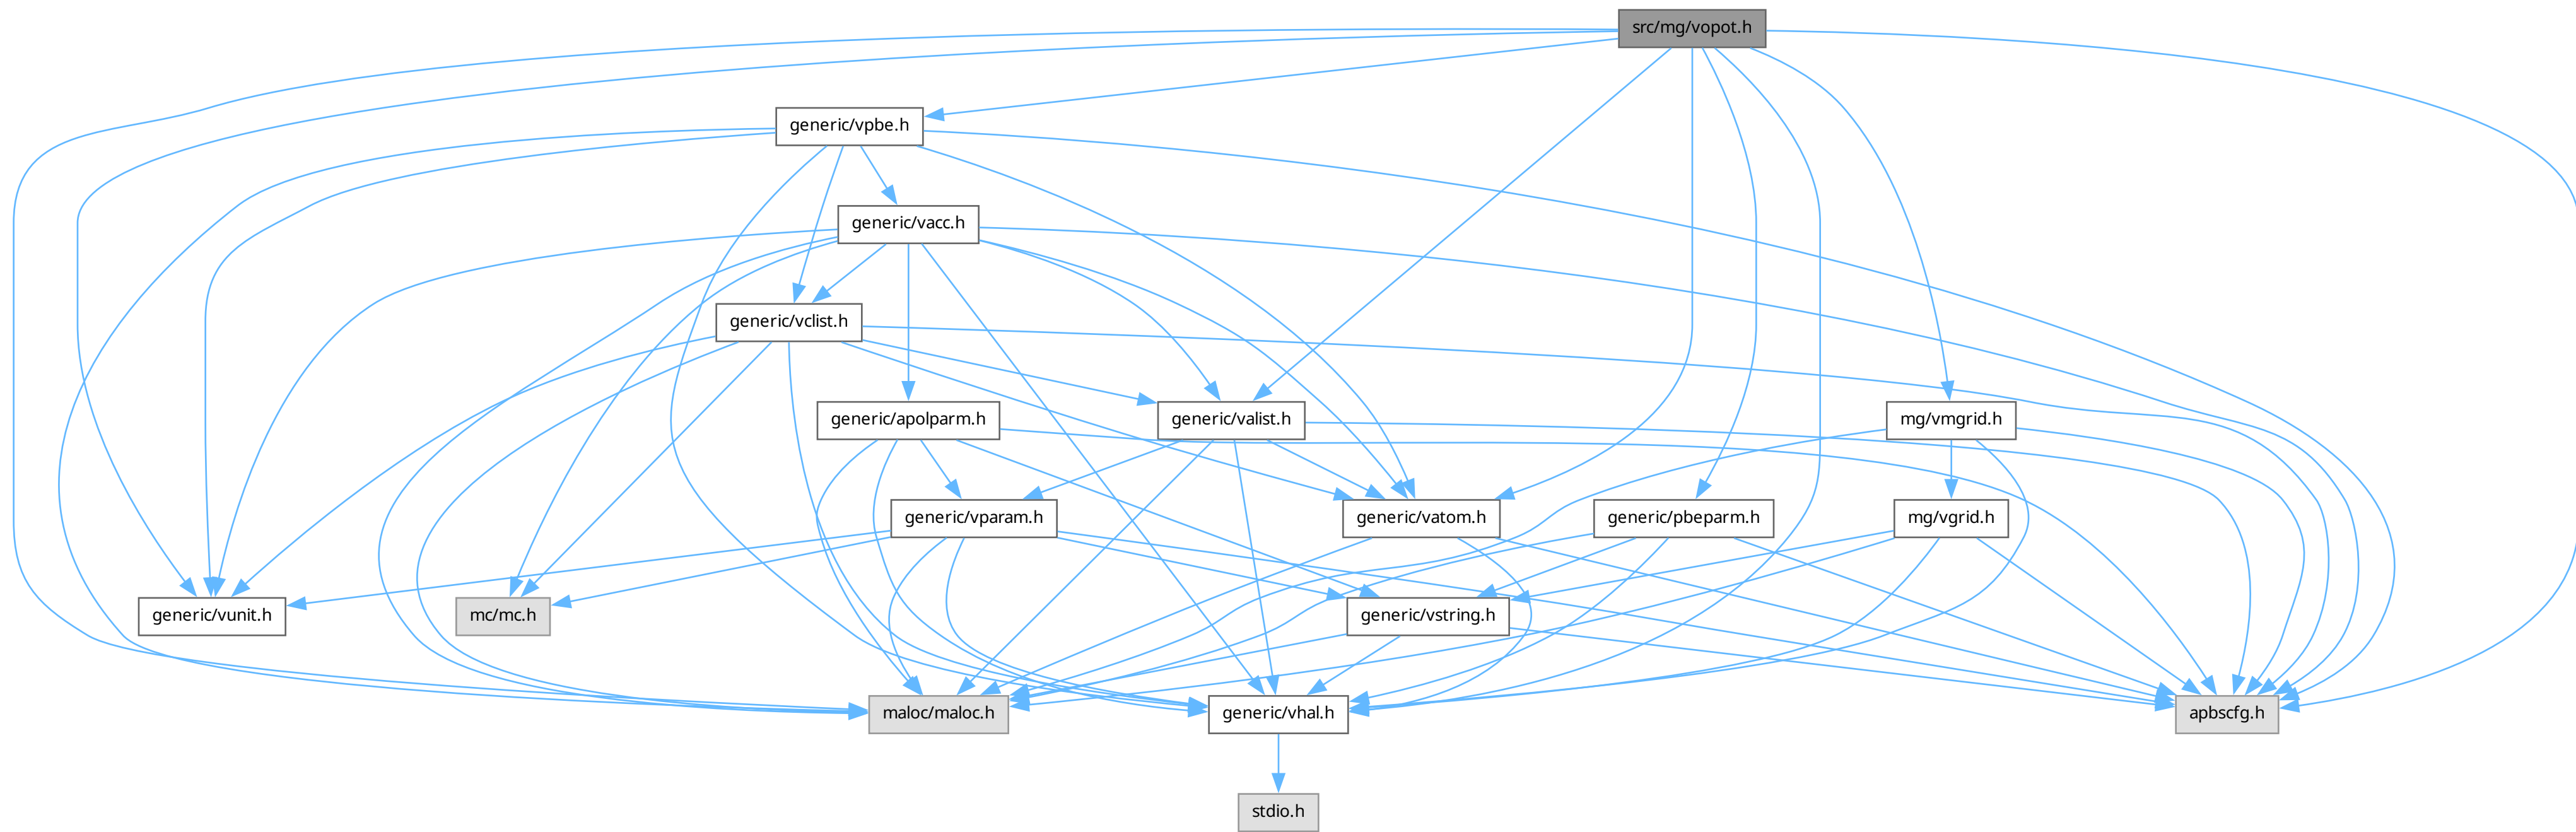 src/mg/vopot.h
generic/vpbe.h
generic/vacc.h
generic/vclist.h
generic/apolparm.h
generic/valist.h
mg/vmgrid.h
generic/vparam.h
generic/vatom.h
generic/pbeparm.h
mg/vgrid.h
generic/vunit.h
mc/mc.h
generic/vstring.h
maloc/maloc.h
generic/vhal.h
apbscfg.h
stdio.h